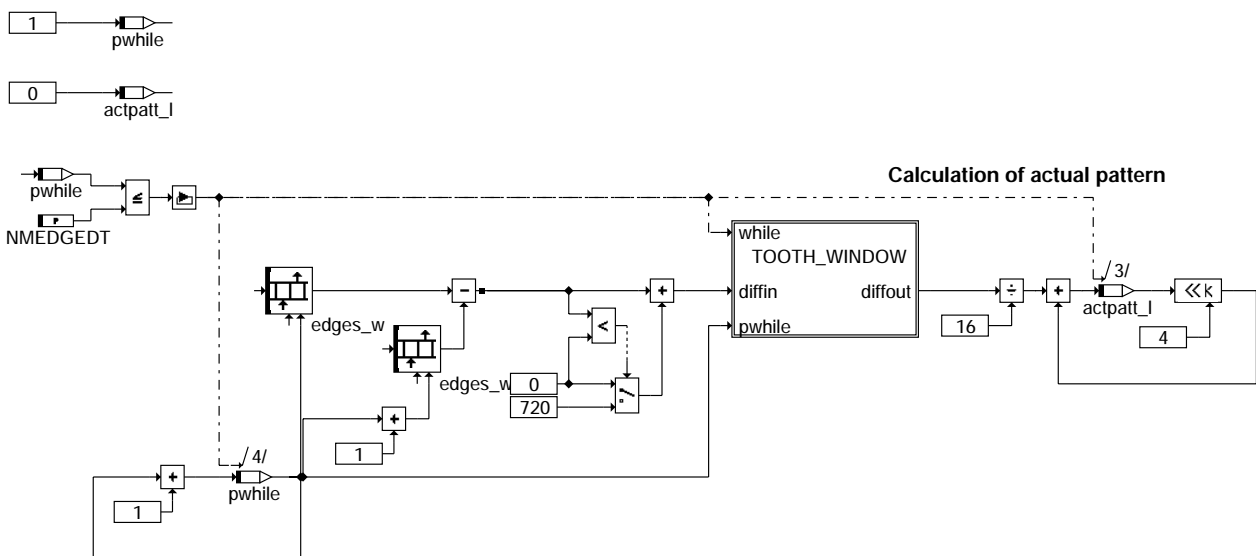 1
pwhile
0
actpatt_l
pwhile
P
NMEDGEDT
Calculation of actual pattern
while
TOOTH_WINDOW
diffin
diffout
pwhile
/3/
actpatt_l
<<K
16
4
edges_w
edges_w
0
720
1
/4/
pwhile
1